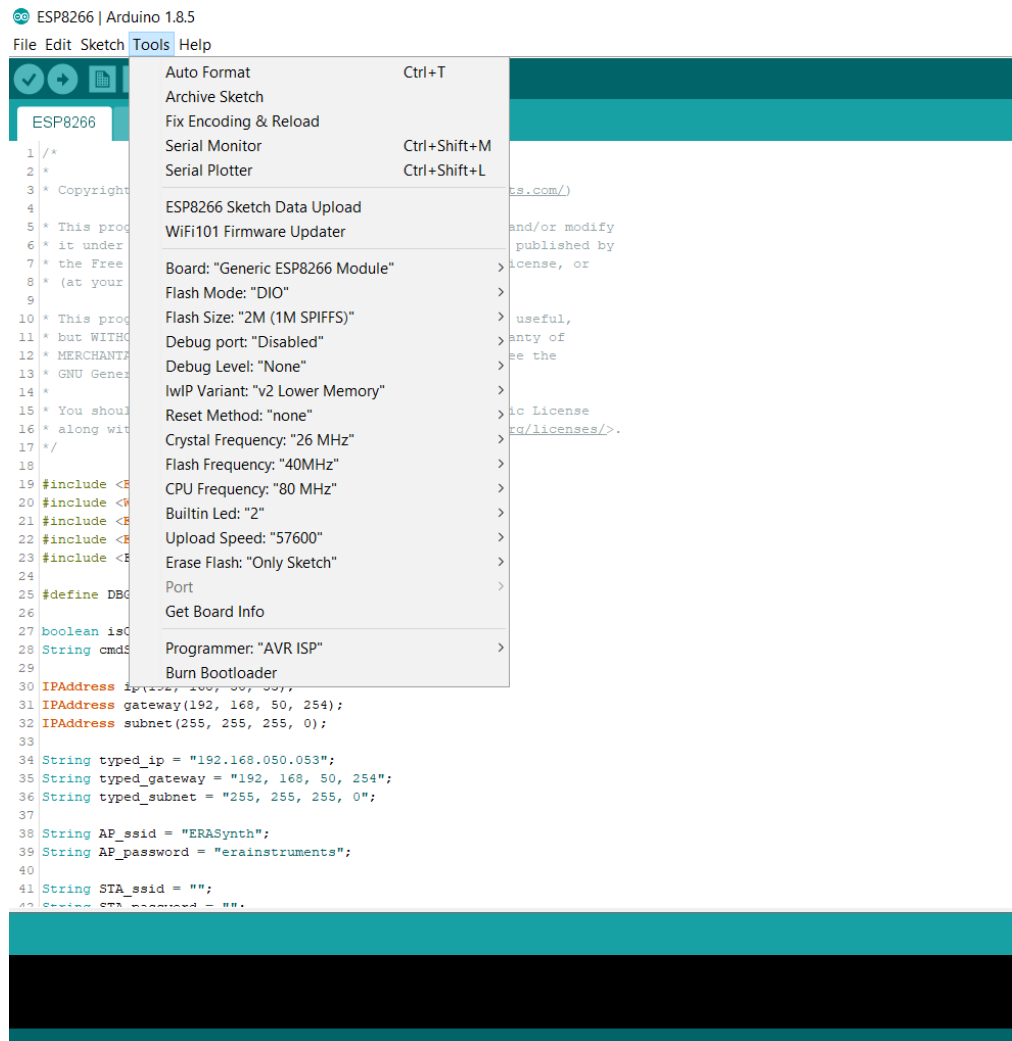 ESP8266 | Arduino 1.8.5
File Edit Sketch Tools Help
Auto Format Ctrl+T
Archive Sketch
Fix Encoding & Reload
Serial Monitor Ctrl+Shift+M
Serial Plotter Ctrl+Shift+L
ESP8266 Sketch Data Upload
WiFi101 Firmware Updater
Board: "Generic ESP8266 Module"
Flash Mode: "DIO"
Flash Size: "2M (1M SPIFFS)"
Debug port: "Disabled"
Debug Level: "None"
lwIP Variant: "v2 Lower Memory"
Reset Method: "none"
Crystal Frequency: "26 MHz"
Flash Frequency: "40MHz"
CPU Frequency: "80 MHz"
Builtin Led: "2"
Upload Speed: "57600"
Erase Flash: "Only Sketch"
Port
Get Board Info
Programmer: "AVR ISP"
Burn Bootloader
ESP8266
1 /*
2 *
3 * Copyright ts.com/)
4
5 * This prog and/or modify
6 * it under published by
7 * the Free icense, or
8 * (at your
9
10 * This prog useful,
11 * but WITHO anty of
12 * MERCHANTA ee the
13 * GNU Gener
14 *
15 * You shoul ic License
16 * along wit rg/licenses/>.
17 */
18
19 #include <E
20 #include <W
21 #include <E
22 #include <E
23 #include <E
24
25 #define DBG
26
27 boolean isC
28 String cmdS
29
30 IPAddress
31 IPAddress gateway(192, 168, 50, 254);
32 IPAddress subnet(255, 255, 255, 0);
33
34 String typed_ip = "192.168.050.053";
35 String typed_gateway = "192, 168, 50, 254";
36 String typed_subnet = "255, 255, 255, 0";
37
38 String AP_ssid = "ERASynth";
39 String AP_password = "erainstruments";
40
41 String STA_ssid = "";